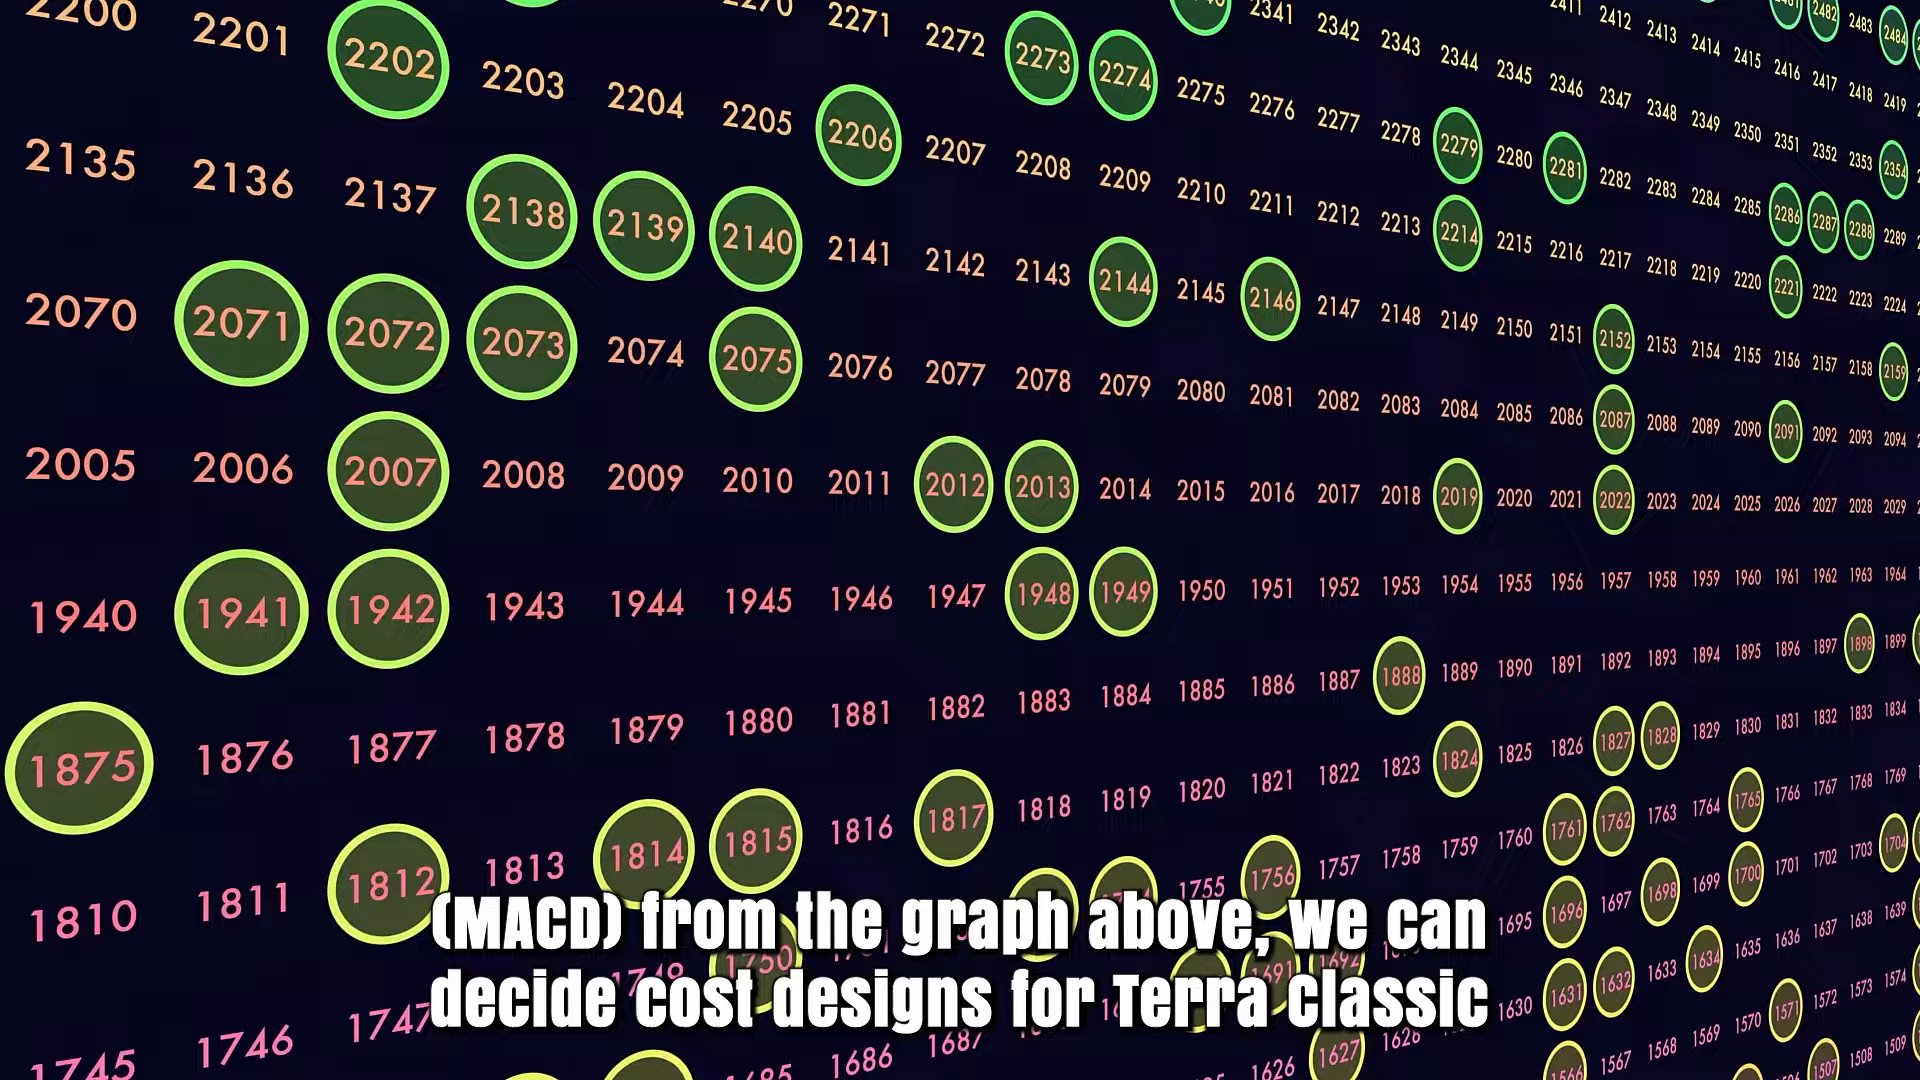 2200 2201 2202 2203 2204 2205 2206 2207 2208 2209 2210 2211 2212 2213 2214 2215 2216 2217 2218 2219 2220 2221 2222 2223 2224
2271 2272 2273 2274 2275 2276 2277 2278 2279 2280 2281 2282 2283 2284 2285 2286 2287 2288 2289
2341 2342 2343 2344 2345 2346 2347 2348 2349 2350 2351 2352 2353 2354
2412 2413 2414 2415 2416 2417 2418 2419
2482 2483 2484
2135 2136 2137 2138 2139 2140 2141 2142 2143 2144 2145 2146 2147 2148 2149 2150 2151 2152 2153 2154 2155 2156 2157 2158 2159
2070 2071 2072 2073 2074 2075 2076 2077 2078 2079 2080 2081 2082 2083 2084 2085 2086 2087 2088 2089 2090 2091 2092 2093 2094
2005 2006 2007 2008 2009 2010 2011 2012 2013 2014 2015 2016 2017 2018 2019 2020 2021 2022 2023 2024 2025 2026 2027 2028 2029
1940 1941 1942 1943 1944 1945 1946 1947 1948 1949 1950 1951 1952 1953 1954 1955 1956 1957 1958 1959 1960 1961 1962 1963 1964
1875 1876 1877 1878 1879 1880 1881 1882 1883 1884 1885 1886 1887 1888 1889 1890 1891 1892 1893 1894 1895 1896 1897 1898 1899
1810 1811 1812 1813 1814 1815 1816 1817 1818 1819 1820 1821 1822 1823 1824 1825 1826 1827 1828 1829 1830 1831 1832 1833 1834
1745 1746 1747 1748 1750 1755 1756 1757 1758 1759 1760 1761 1762 1763 1764 1765 1766 1767 1768 1769
1686 1687 1691 1692 1695 1696 1697 1698 1699 1700 1701 1702 1703 1704
1626 1627 1628 1630 1631 1632 1633 1634 1635 1636 1637 1638 1639
1566 1567 1568 1569 1570 1571 1572 1573 1574
1507 1508 1509
(MACD) from the graph above, we can
decide cost designs for Terra Classic